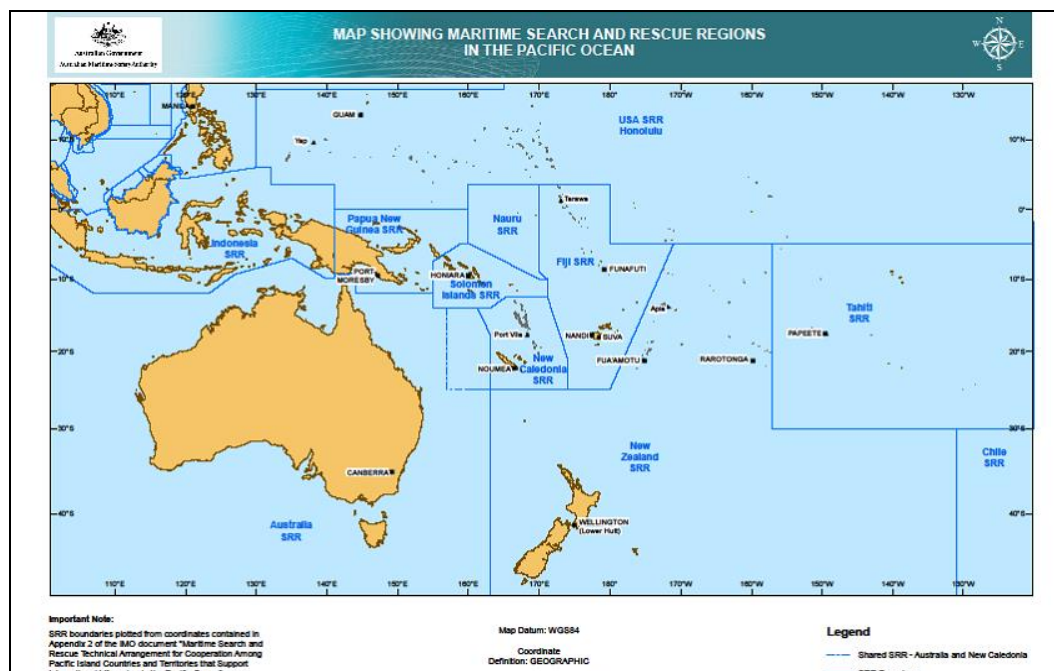 Australian Government
Australian Maritime Safety Authority
MAP SHOWING MARITIME SEARCH AND RESCUE REGIONS
IN THE PACIFIC OCEAN
N
W E
S
110°E 120°E 130°E 140°E 150°E 160°E 170°E 180° 170°W 160°W 150°W 140°W 130°W
MANILA
GUAM
USA SRR
Honolulu
10°N 10°N
Yap
Tarawa
0° 0°
Papua New
Guinea SRR
Nauru
SRR
Indonesia
SRR
Fiji SRR
FUNAFUTI
10°S 10°S
PORT
MORESBY
HONIARA
Solomon
Islands SRR
Apia
Tahiti
SRR
Port Vila
NANDI
SUVA
PAPEETE
20°S 20°S
NOUMEA
New
Caledonia
SRR
FUA'AMOTU
RAROTONGA
30°S 30°S
New
Zealand
SRR
Chile
SRR
CANBERRA
40°S 40°S
Australia
SRR
WELLINGTON
(Lower Hutt)
110°E 120°E 130°E 140°E 150°E 160°E 170°E 180° 170°W 160°W 150°W 140°W 130°W
Important Note:
SRR boundaries plotted from coordinates contained in
Appendix 2 of the IMO document "Maritime Search and
Rescue Technical Arrangement for Cooperation Among
Pacific Island Countries and Territories that Support
Map Datum: WGS84
Coordinate
Definition: GEOGRAPHIC
Legend
Shared SRR - Australia and New Caledonia